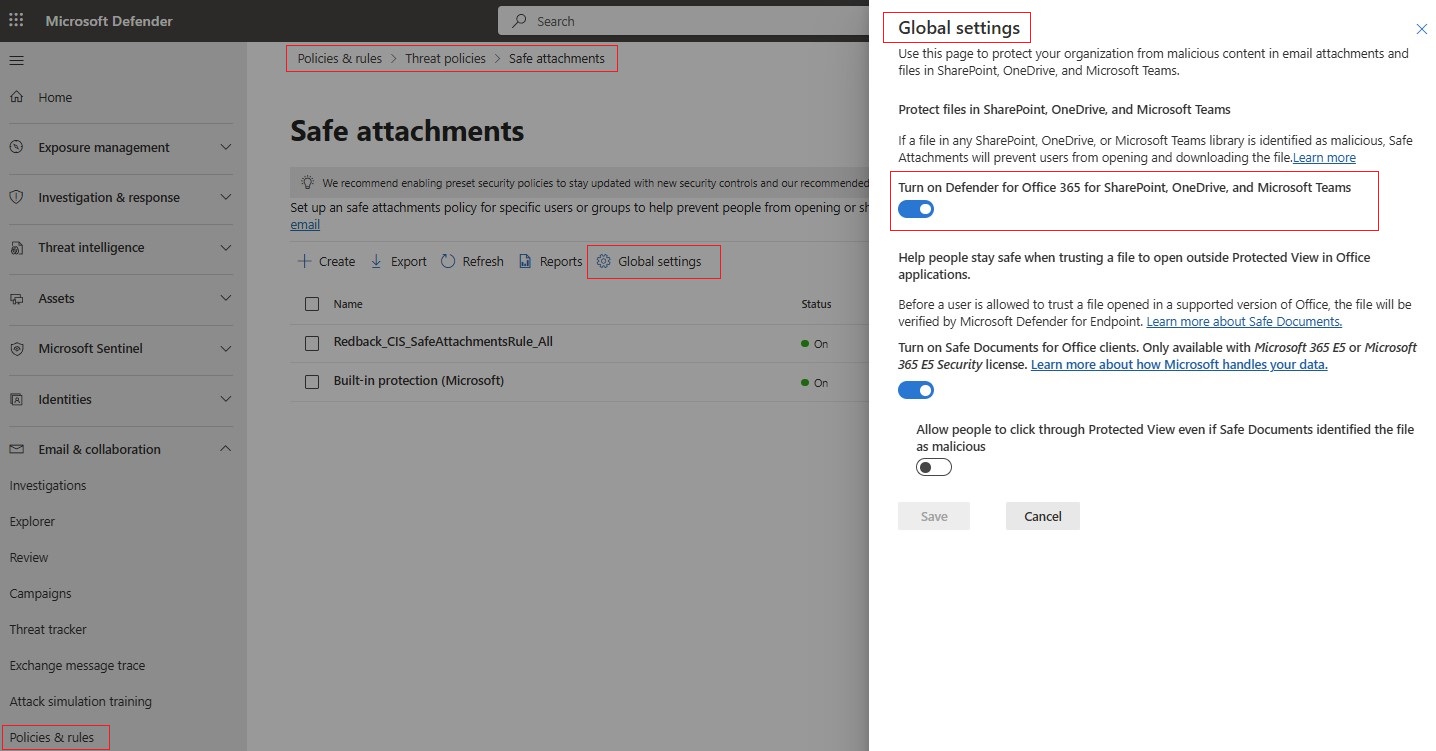 Microsoft Defender
Search
Home
Exposure management
Investigation & response
Threat intelligence
Assets
Microsoft Sentinel
Identities
Email & collaboration
Investigations
Explorer
Review
Campaigns
Threat tracker
Exchange message trace
Attack simulation training
Policies & rules
Policies & rules > Threat policies > Safe attachments
Safe attachments
We recommend enabling preset security policies to stay updated with new security controls and our recommended
Set up an safe attachments policy for specific users or groups to help prevent people from opening or
email
Create Export Refresh Reports Global settings
Name Status
Redback_CIS_SafeAttachmentsRule_All On
Built-in protection (Microsoft) On
Global settings
Use this page to protect your organization from malicious content in email attachments and
files in SharePoint, OneDrive, and Microsoft Teams.
Protect files in SharePoint, OneDrive, and Microsoft Teams
If a file in any SharePoint, OneDrive, or Microsoft Teams library is identified as malicious, Safe
Attachments will prevent users from opening and downloading the file.Learn more
Turn on Defender for Office 365 for SharePoint, OneDrive, and Microsoft Teams
Help people stay safe when trusting a file to open outside Protected View in Office
applications.
Before a user is allowed to trust a file opened in a supported version of Office, the file will be
verified by Microsoft Defender for Endpoint. Learn more about Safe Documents.
Turn on Safe Documents for Office clients. Only available with Microsoft 365 E5 or Microsoft
365 E5 Security license. Learn more about how Microsoft handles your data.
Allow people to click through Protected View even if Safe Documents identified the file
as malicious
Save Cancel